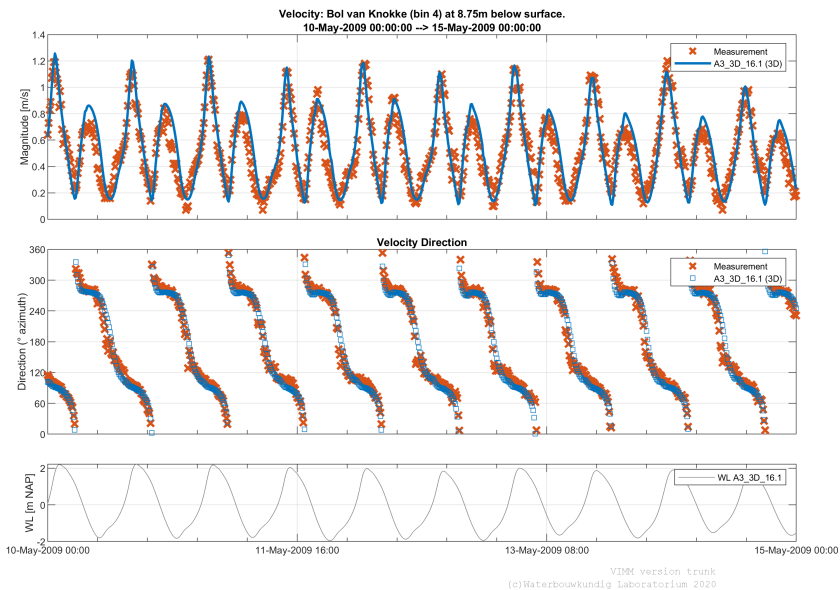 Velocity: Bol van Knokke (bin 4) at 8.75m below surface.
10-May-2009 00:00:00 --> 15-May-2009 00:00:00
1.4
1.2
1
0.8
0.6
0.4
0.2
0
Magnitude [m/s]
Measurement
A3_3D_16.1 (3D)
Velocity Direction
360
300
240
180
120
60
0
Direction (° azimuth)
Measurement
A3_3D_16.1 (3D)
2
0
-2
WL [m NAP]
WL A3_3D_16.1
10-May-2009 00:00
11-May-2009 16:00
13-May-2009 08:00
15-May-2009 00:00
VIMM version trunk
(c)Waterbouwkundig Laboratorium 2020